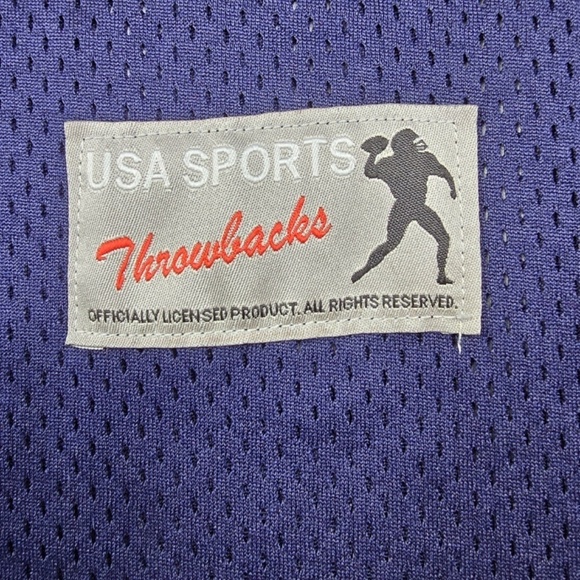 USA SPORTS
Throwbacks
OFFICIALLY LICENSED PRODUCT. ALL RIGHTS RESERVED.